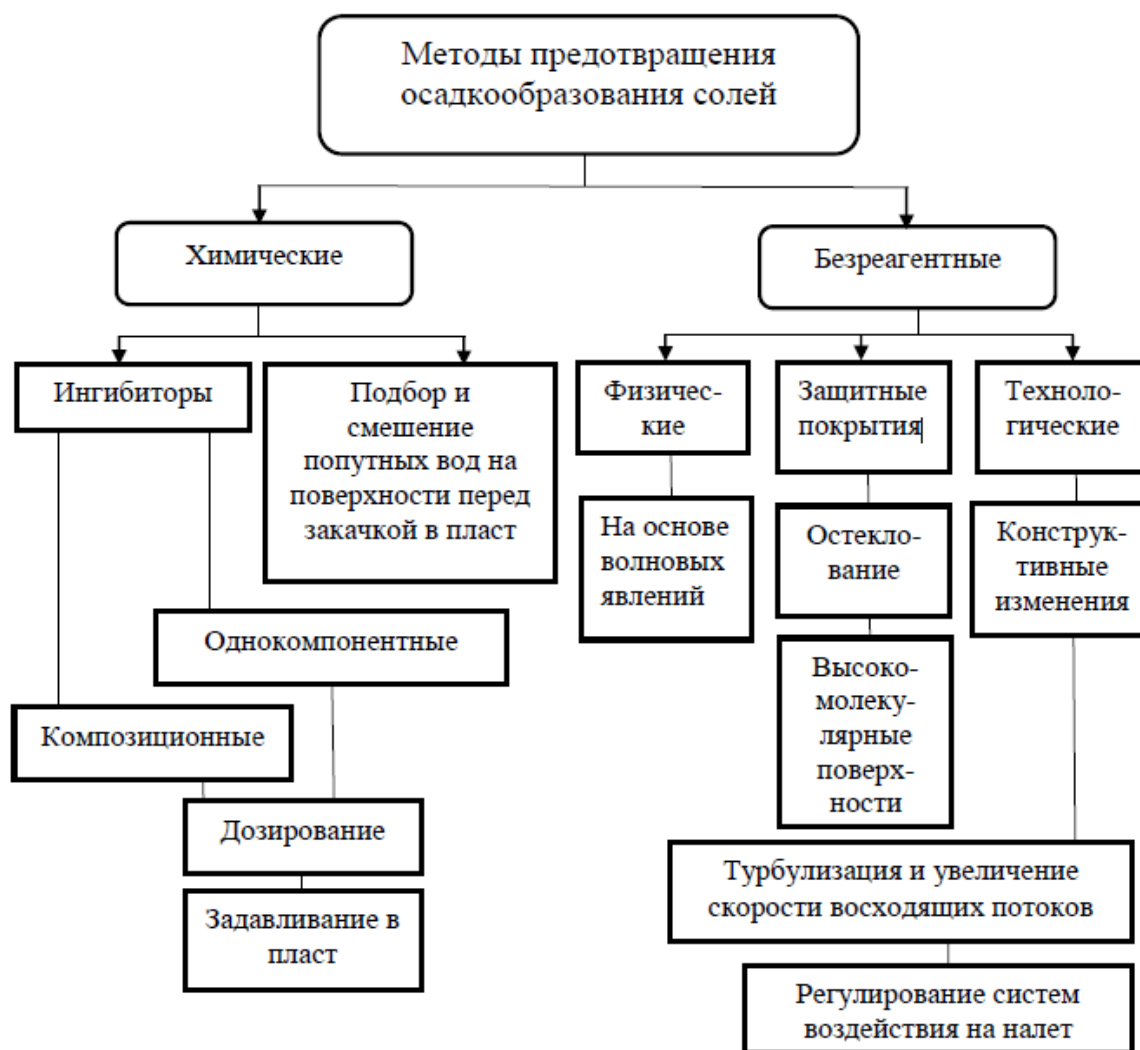 Методы предотвращения
осадкообразования солей
Химические
Безреагентные
Ингибиторы
Подбор и
смешение
попутных вод на
поверхности перед
закачкой в пласт
Физичес-
кие
Защитные
покрытия
Техноло-
гические
На основе
волновых
явлений
Остекло-
вание
Конструк-
тивные
изменения
Однокомпонентные
Высоко-
молеку-
лярные
поверх-
ности
Композиционные
Дозирование
Задавливание в
пласт
Турбулизация и увеличение
скорости восходящих потоков
Регулирование систем
воздействия на налет